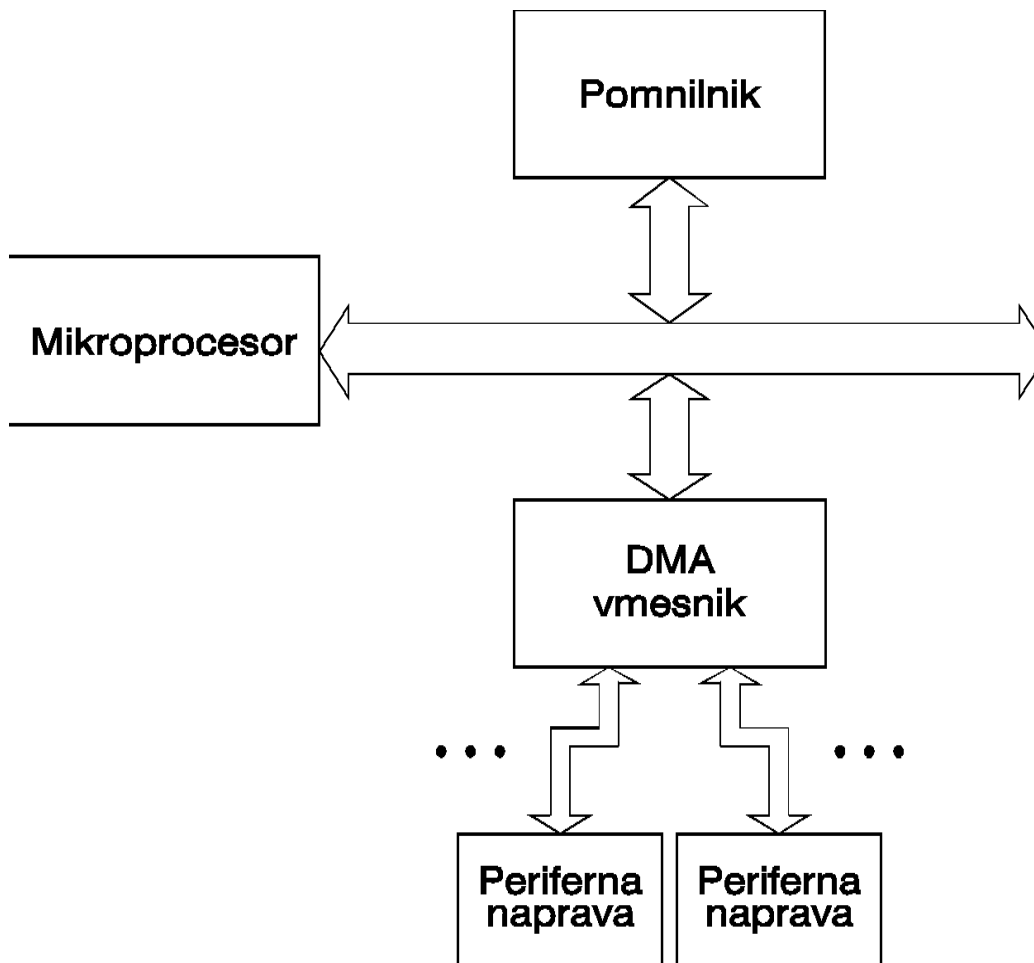 Pomnilnik
Mikroprocesor
DMA
vmesnik
Periferna
naprava
Periferna
naprava